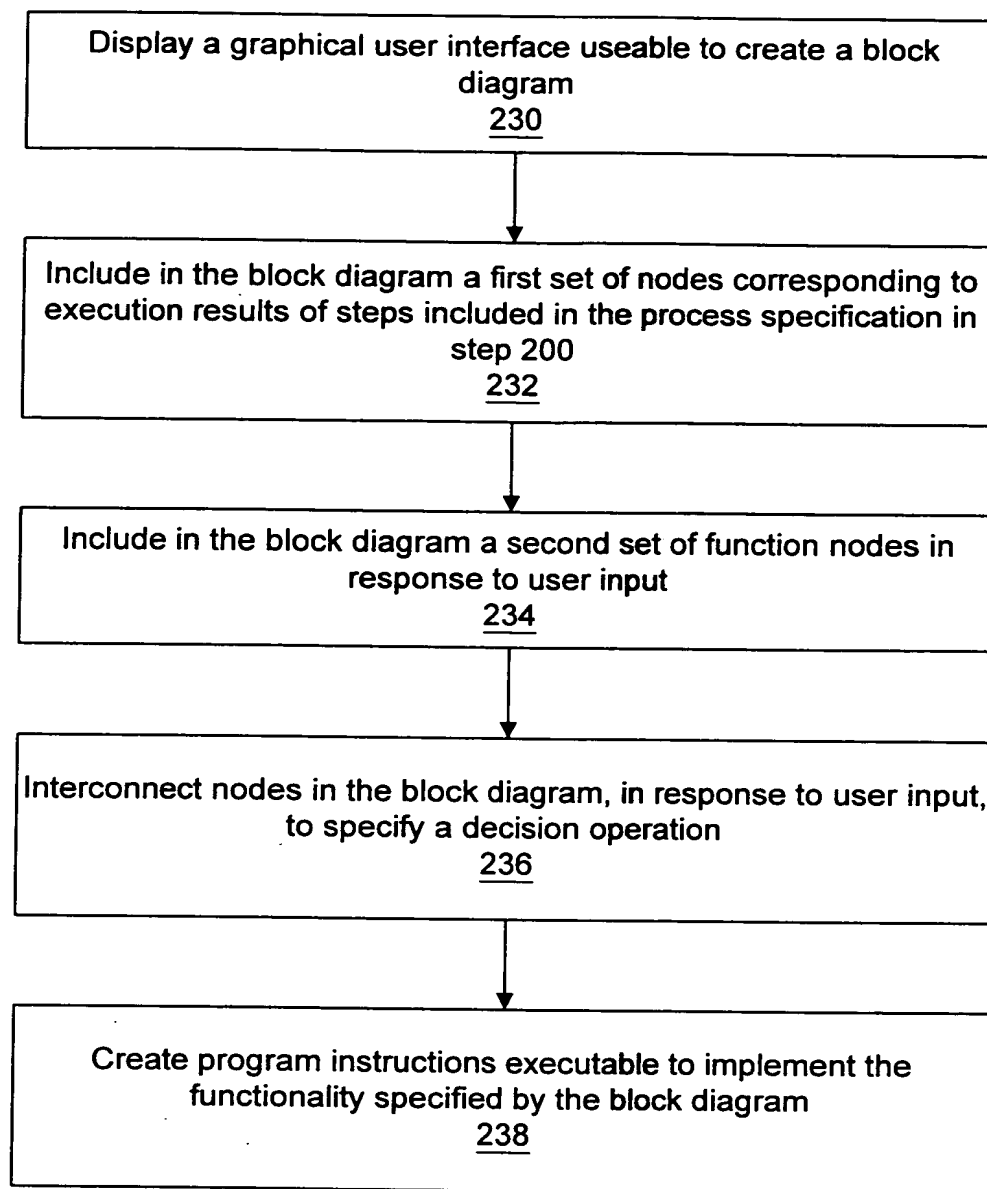 Display a graphical user interface useable to create a block
diagram
230
Include in the block diagram a first set of nodes corresponding to
execution results of steps included in the process specification in
step 200
232
Include in the block diagram a second set of function nodes in
response to user input
234
Interconnect nodes in the block diagram, in response to user input,
to specify a decision operation
236
Create program instructions executable to implement the
functionality specified by the block diagram
238